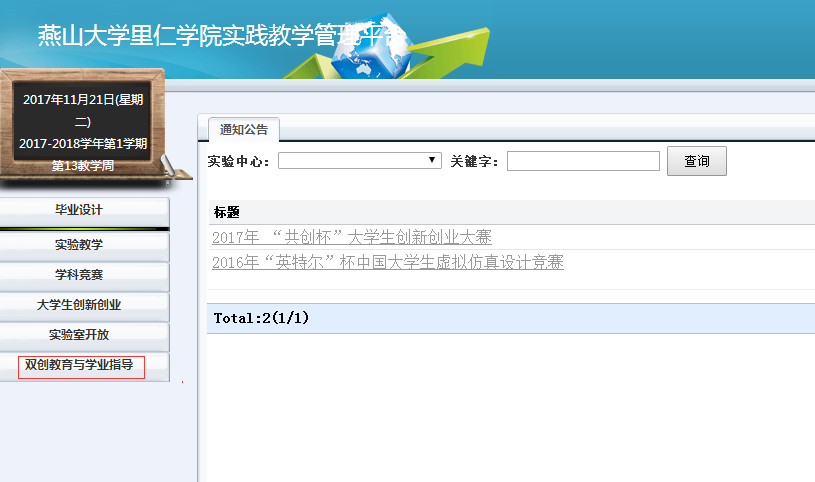 燕山大学里仁学院实践教学管理平台
2017年11月21日(星期
二)
2017-2018学年第1学期
第13教学周
毕业设计
实验教学
学科竞赛
大学生创新创业
实验室开放
双创教育与学业指导
通知公告
实验中心： 关键字： 查询
标题
2017年 “共创杯”大学生创新创业大赛
2016年“英特尔”杯中国大学生虚拟仿真设计竞赛
Total:2(1/1)